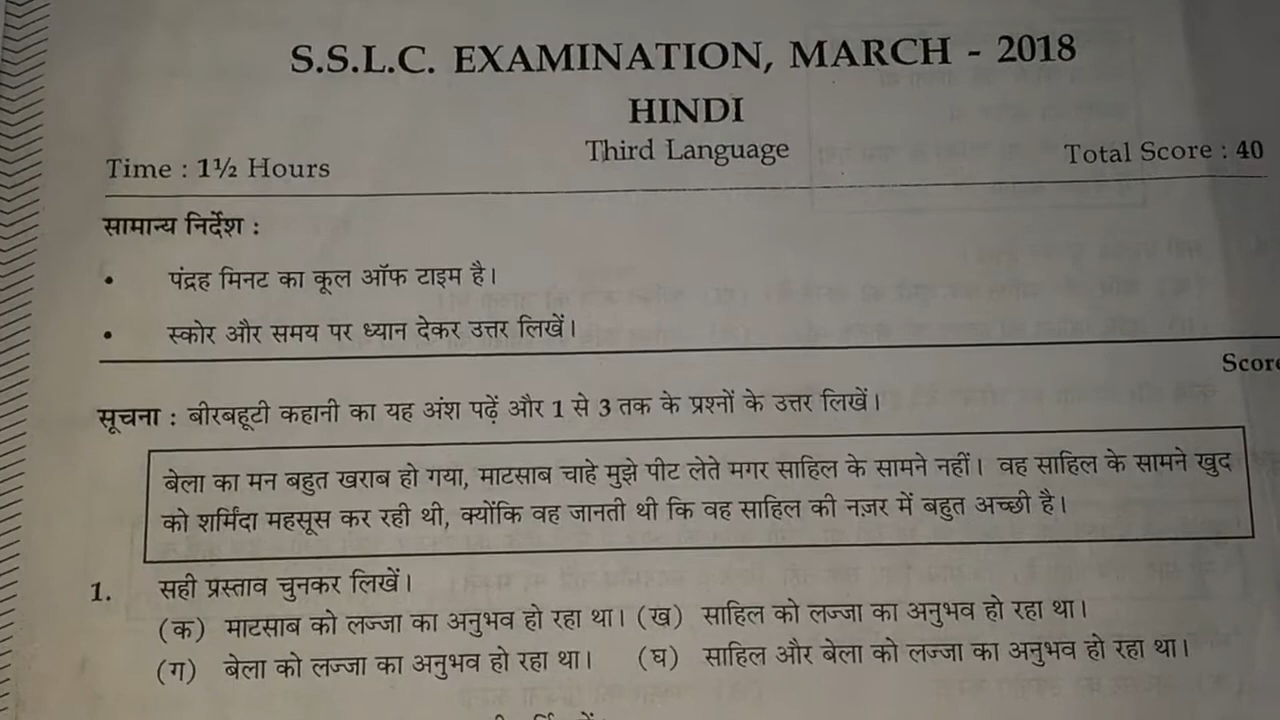 S.S.L.C. EXAMINATION, MARCH - 2018
HINDI
Third Language
Time : 1½ Hours
Total Score : 40
सामान्य निर्देश :
• पंद्रह मिनट का कूल ऑफ टाइम है।
• स्कोर और समय पर ध्यान देकर उत्तर लिखें।
Score
सूचना : बीरबहूटी कहानी का यह अंश पढ़ें और 1 से 3 तक के प्रश्नों के उत्तर लिखें।
बेला का मन बहुत खराब हो गया, माटसाब चाहे मुझे पीट लेते मगर साहिल के सामने नहीं। वह साहिल के सामने खुद
को शर्मिंदा महसूस कर रही थी, क्योंकि वह जानती थी कि वह साहिल की नज़र में बहुत अच्छी है।
1. सही प्रस्ताव चुनकर लिखें।
(क) माटसाब को लज्जा का अनुभव हो रहा था। (ख) साहिल को लज्जा का अनुभव हो रहा था।
(ग) बेला को लज्जा का अनुभव हो रहा था। (घ) साहिल और बेला को लज्जा का अनुभव हो रहा था।